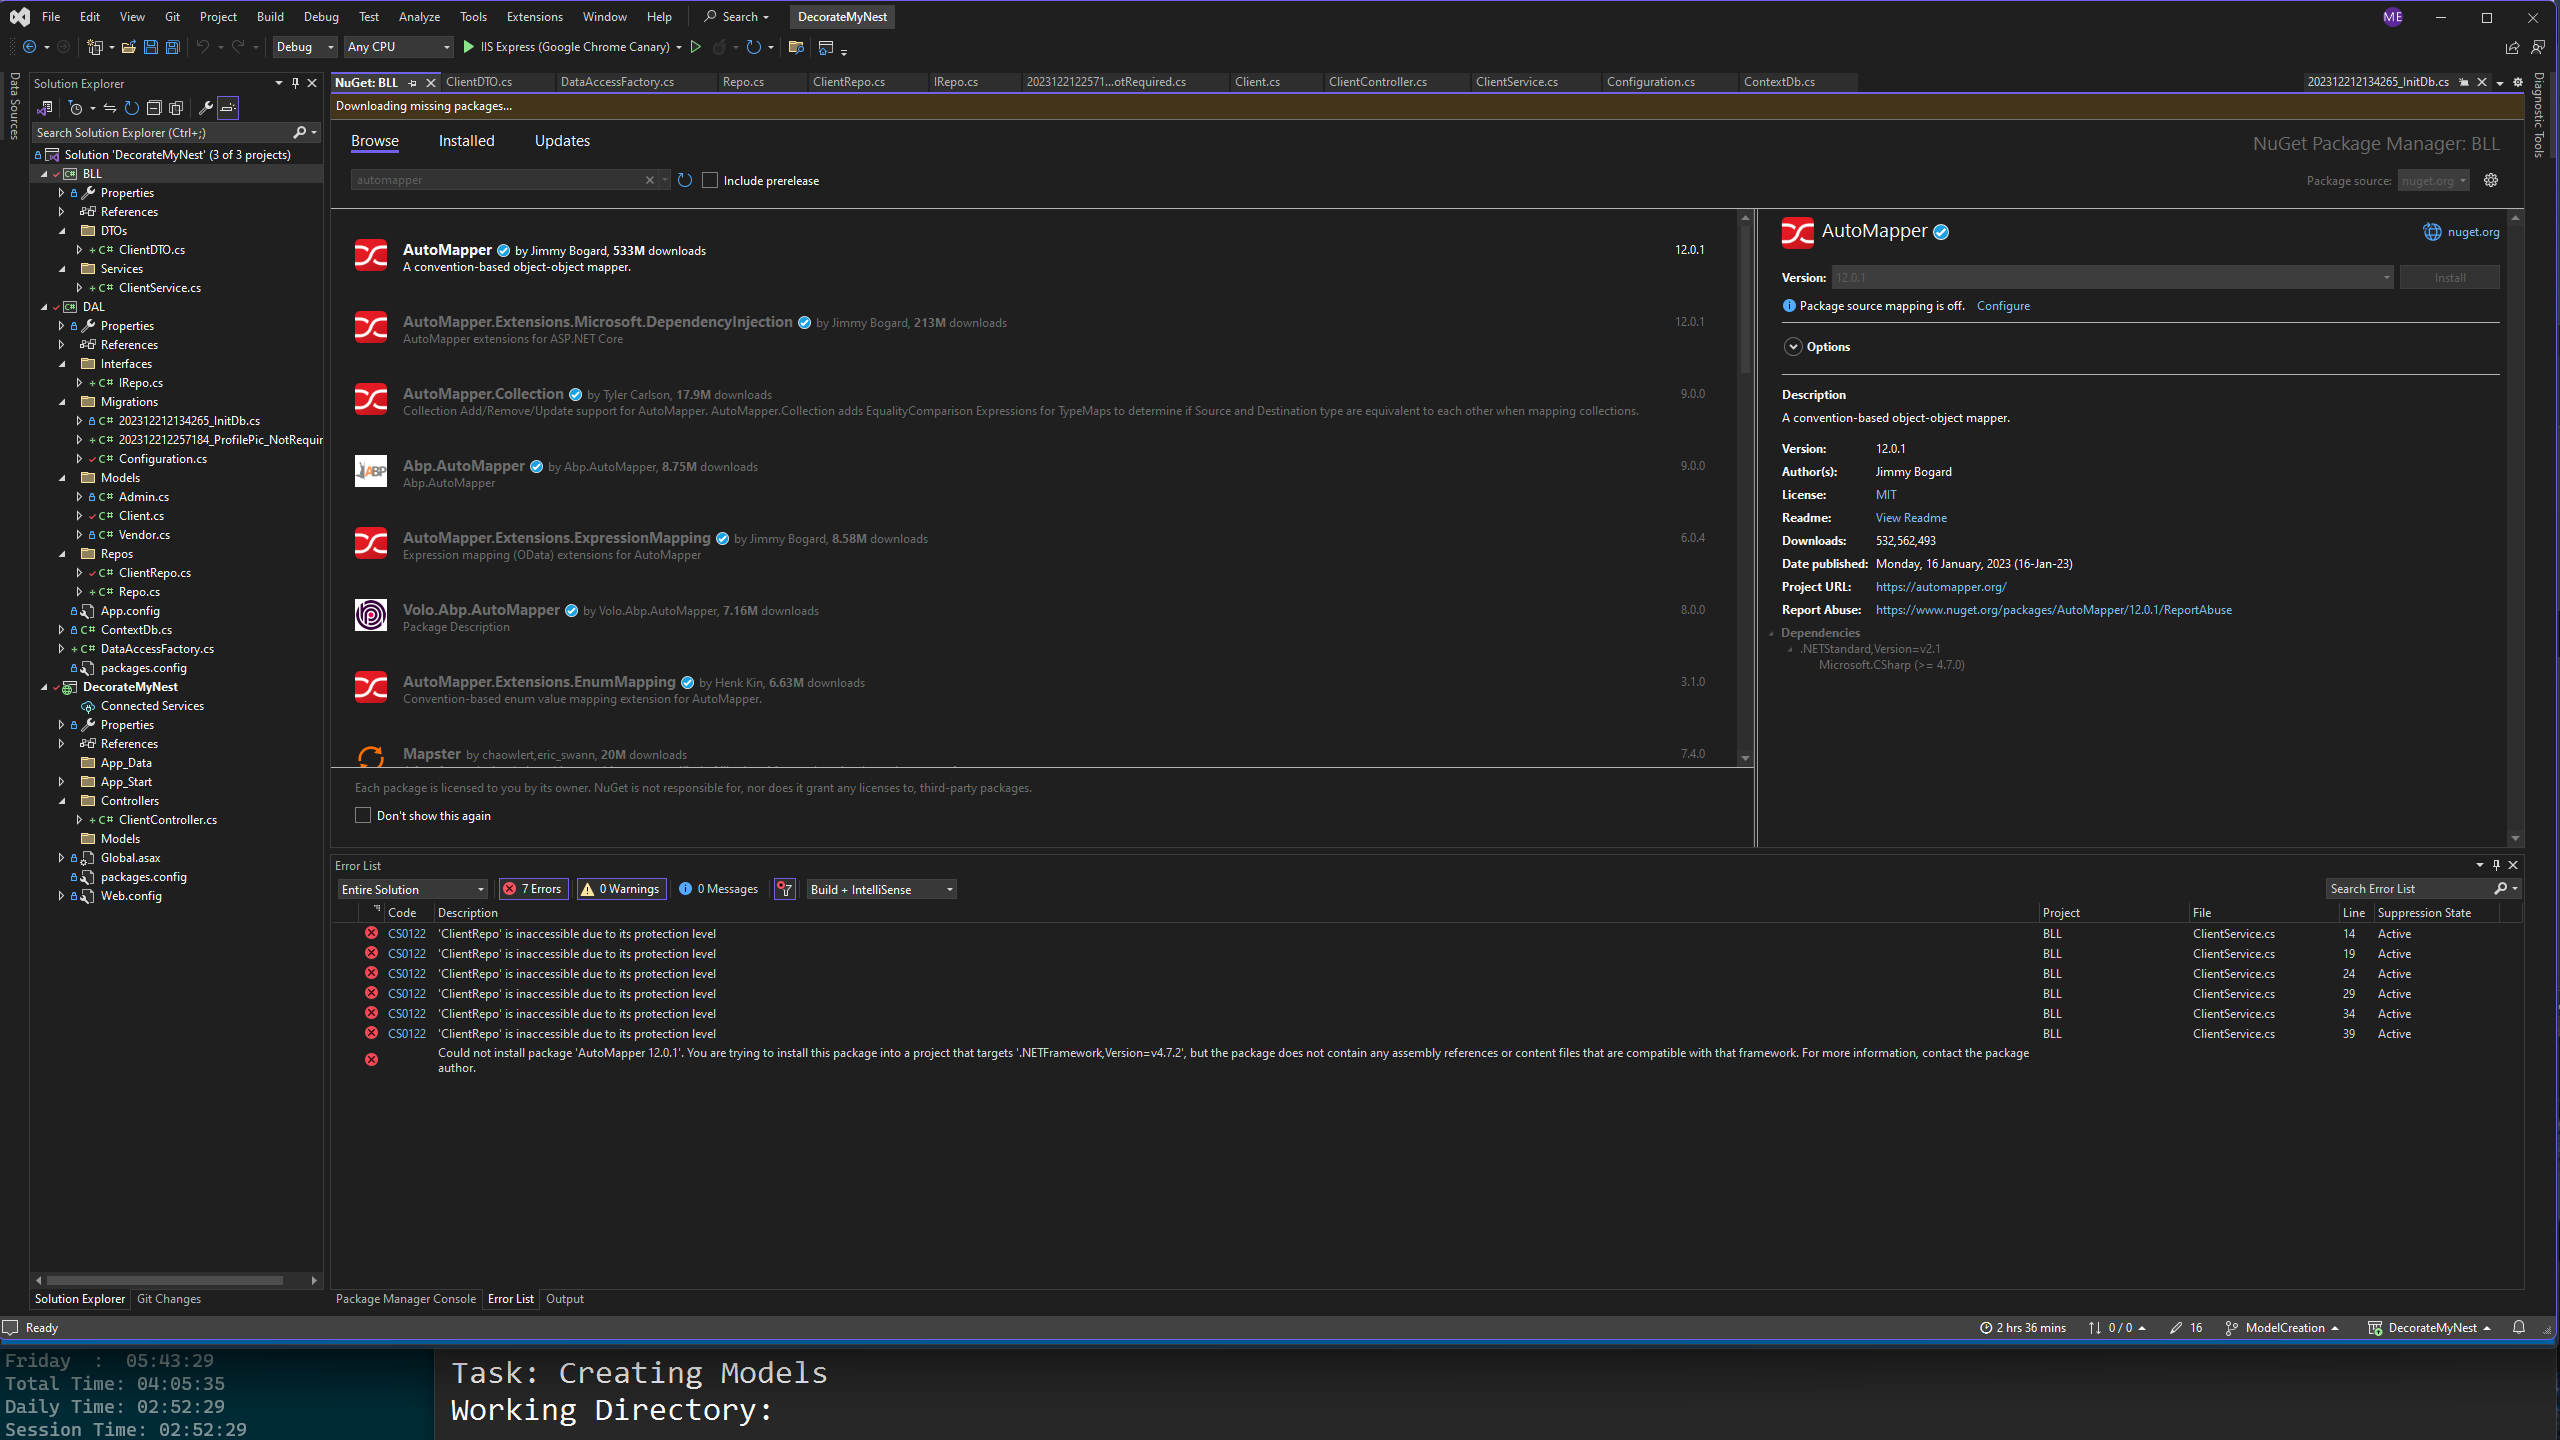 File Edit View Git Project Build Debug Test Analyze Tools Extensions Window Help Search DecorateMyNest ME
Debug Any CPU IIS Express (Google Chrome Canary)
Data Sources
Solution Explorer
Search Solution Explorer (Ctrl+;)
Solution 'DecorateMyNest' (3 of 3 projects)
C# BLL
Properties
References
DTOs
C# ClientDTO.cs
Services
C# ClientService.cs
C# DAL
Properties
References
Interfaces
C# IRepo.cs
Migrations
C# 202312212134265_InitDb.cs
C# 202312212257184_ProfilePic_NotRequir
C# Configuration.cs
Models
C# Admin.cs
C# Client.cs
C# Vendor.cs
Repos
C# ClientRepo.cs
C# Repo.cs
App.config
C# ContextDb.cs
C# DataAccessFactory.cs
packages.config
DecorateMyNest
Connected Services
Properties
References
App_Data
App_Start
Controllers
C# ClientController.cs
Models
Global.asax
packages.config
Web.config
Solution Explorer Git Changes
NuGet: BLL ClientDTO.cs DataAccessFactory.cs Repo.cs ClientRepo.cs IRepo.cs 2023122122571...otRequired.cs Client.cs ClientController.cs ClientService.cs Configuration.cs ContextDb.cs 202312212134265_InitDb.cs
Diagnostic Tools
Downloading missing packages...
Browse Installed Updates
NuGet Package Manager: BLL
automapper Include prerelease
Package source: nuget.org
AutoMapper by Jimmy Bogard, 533M downloads 12.0.1
A convention-based object-object mapper.
AutoMapper.Extensions.Microsoft.DependencyInjection by Jimmy Bogard, 213M downloads 12.0.1
AutoMapper extensions for ASP.NET Core
AutoMapper.Collection by Tyler Carlson, 17.9M downloads 9.0.0
Collection Add/Remove/Update support for AutoMapper. AutoMapper.Collection adds EqualityComparison Expressions for TypeMaps to determine if Source and Destination type are equivalent to each other when mapping collections.
ABP
Abp.AutoMapper by Abp.AutoMapper, 8.75M downloads 9.0.0
Abp.AutoMapper
AutoMapper.Extensions.ExpressionMapping by Jimmy Bogard, 8.58M downloads 6.0.4
Expression mapping (OData) extensions for AutoMapper
Volo.Abp.AutoMapper by Volo.Abp.AutoMapper, 7.16M downloads 8.0.0
Package Description
AutoMapper.Extensions.EnumMapping by Henk Kin, 6.63M downloads 3.1.0
Convention-based enum value mapping extension for AutoMapper.
Mapster by chaowlert,eric_swann, 20M downloads 7.4.0
Each package is licensed to you by its owner. NuGet is not responsible for, nor does it grant any licenses to, third-party packages.
Don't show this again
AutoMapper nuget.org
Version: 12.0.1 Install
Package source mapping is off. Configure
Options
Description
A convention-based object-object mapper.
Version: 12.0.1
Author(s): Jimmy Bogard
License: MIT
Readme: View Readme
Downloads: 532,562,493
Date published: Monday, 16 January, 2023 (16-Jan-23)
Project URL: https://automapper.org/
Report Abuse: https://www.nuget.org/packages/AutoMapper/12.0.1/ReportAbuse
Dependencies
.NETStandard,Version=v2.1
Microsoft.CSharp (>= 4.7.0)
Error List
Entire Solution 7 Errors 0 Warnings 0 Messages Build + IntelliSense Search Error List
Code Description Project File Line Suppression State
CS0122 'ClientRepo' is inaccessible due to its protection level BLL ClientService.cs 14 Active
CS0122 'ClientRepo' is inaccessible due to its protection level BLL ClientService.cs 19 Active
CS0122 'ClientRepo' is inaccessible due to its protection level BLL ClientService.cs 24 Active
CS0122 'ClientRepo' is inaccessible due to its protection level BLL ClientService.cs 29 Active
CS0122 'ClientRepo' is inaccessible due to its protection level BLL ClientService.cs 34 Active
CS0122 'ClientRepo' is inaccessible due to its protection level BLL ClientService.cs 39 Active
Could not install package 'AutoMapper 12.0.1'. You are trying to install this package into a project that targets '.NETFramework,Version=v4.7.2', but the package does not contain any assembly references or content files that are compatible with that framework. For more information, contact the package
author.
Package Manager Console Error List Output
Ready 2 hrs 36 mins 0 / 0 16 ModelCreation DecorateMyNest
Friday : 05:43:29
Total Time: 04:05:35
Daily Time: 02:52:29
Session Time: 02:52:29
Task: Creating Models
Working Directory: